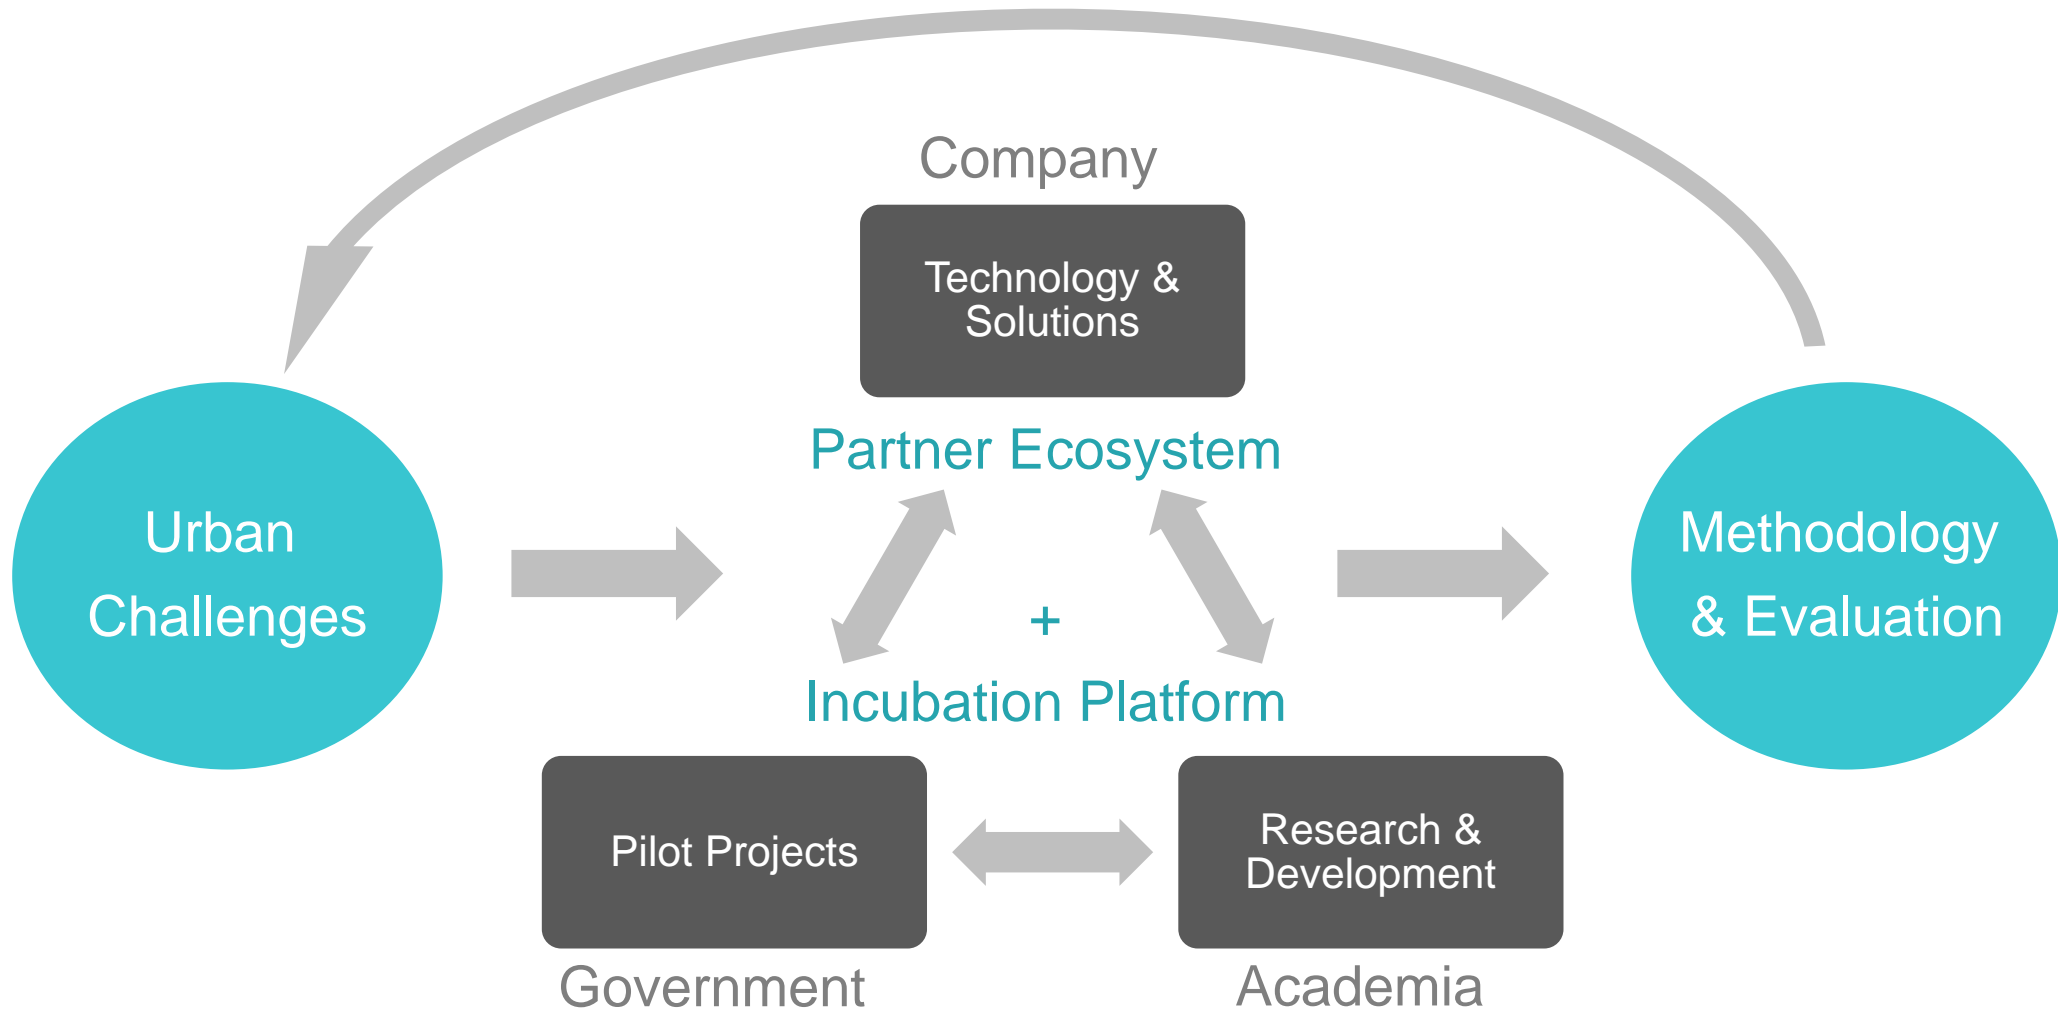 Company
Technology &
Solutions
Partner Ecosystem
Urban
Challenges
+
Methodology
& Evaluation
Incubation Platform
Pilot Projects
Research &
Development
Government
Academia